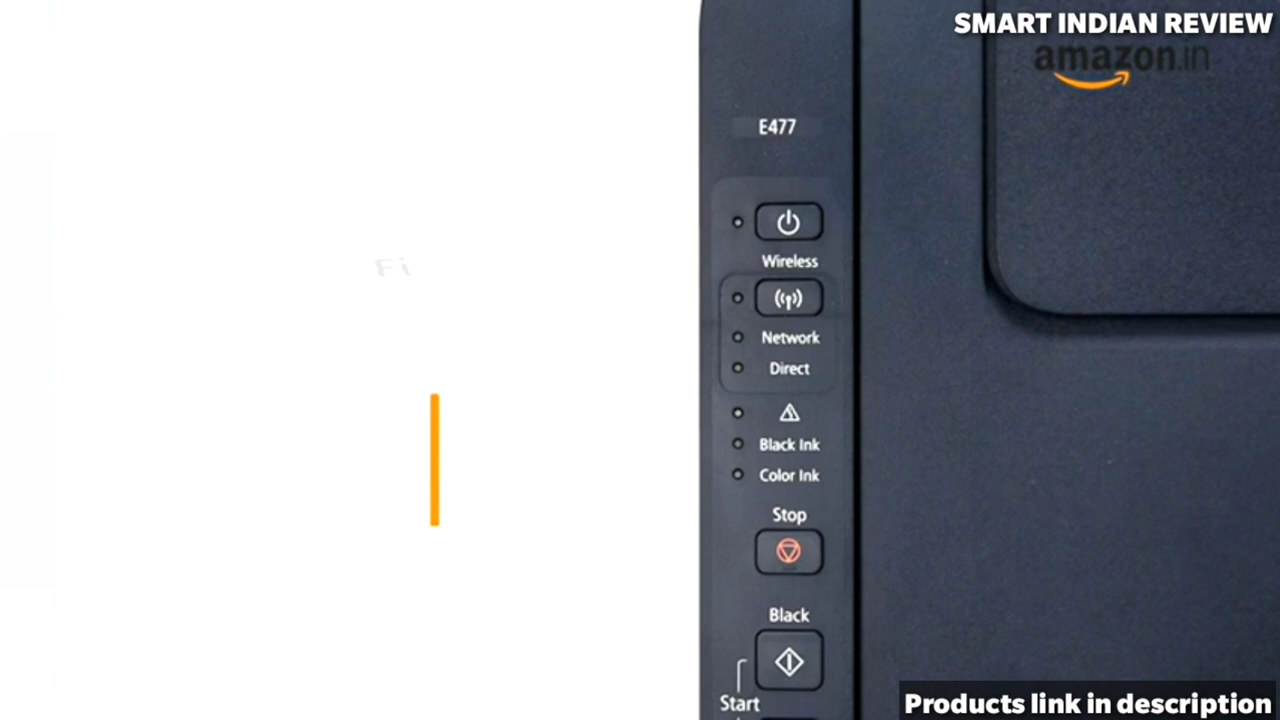 SMART INDIAN REVIEW
amazon.in
E477
Wireless
Fi
Network
Direct
Black Ink
Color Ink
Stop
Black
Start
Products link in description